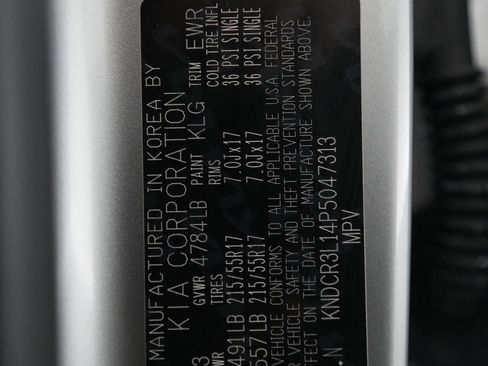 MANUFACTURED IN KOREA BY
KIA CORPORATION
GVWR 4784LB PAINT KLG TRIM EWR
TIRES RIMS COLD TIRE INFL
491LB 215/55R17 7.0Jx17 36 PSI SINGLE
557LB 215/55R17 7.0Jx17 36 PSI SINGLE
VEHICLE CONFORMS TO ALL APPLICABLE U.S.A. FEDERAL
VEHICLE SAFETY AND THEFT PREVENTION STANDARDS
EFFECT ON THE DATE OF MANUFACTURE SHOWN ABOVE.
KNDCR3L14P5047313
MPV